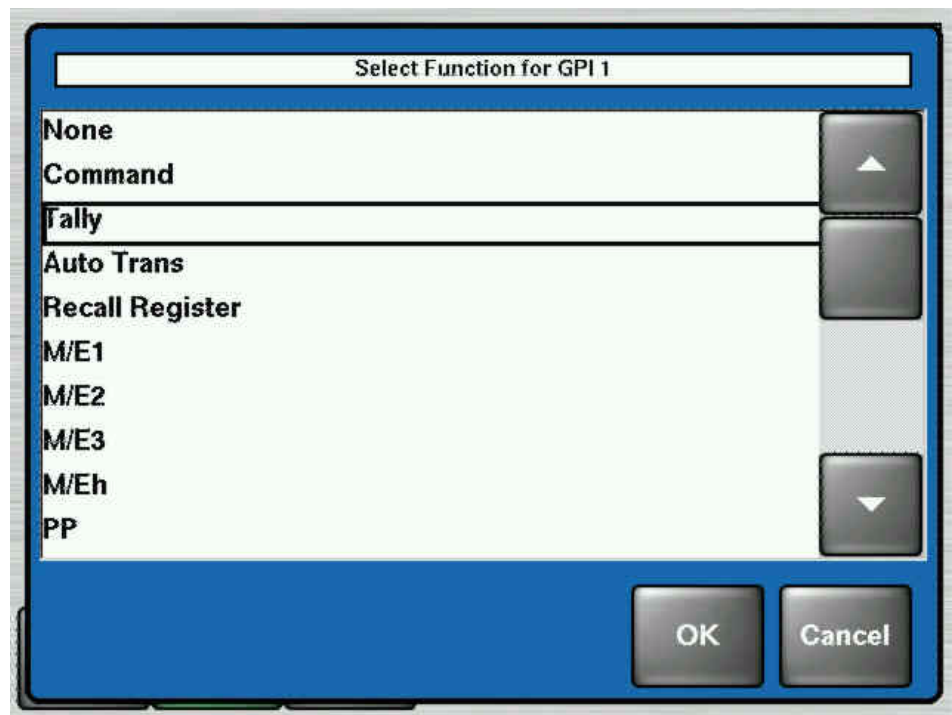 Select Function for GPI 1
None
Command
Tally
Auto Trans
Recall Register
M/E1
M/E2
M/E3
M/Eh
PP
OK
Cancel